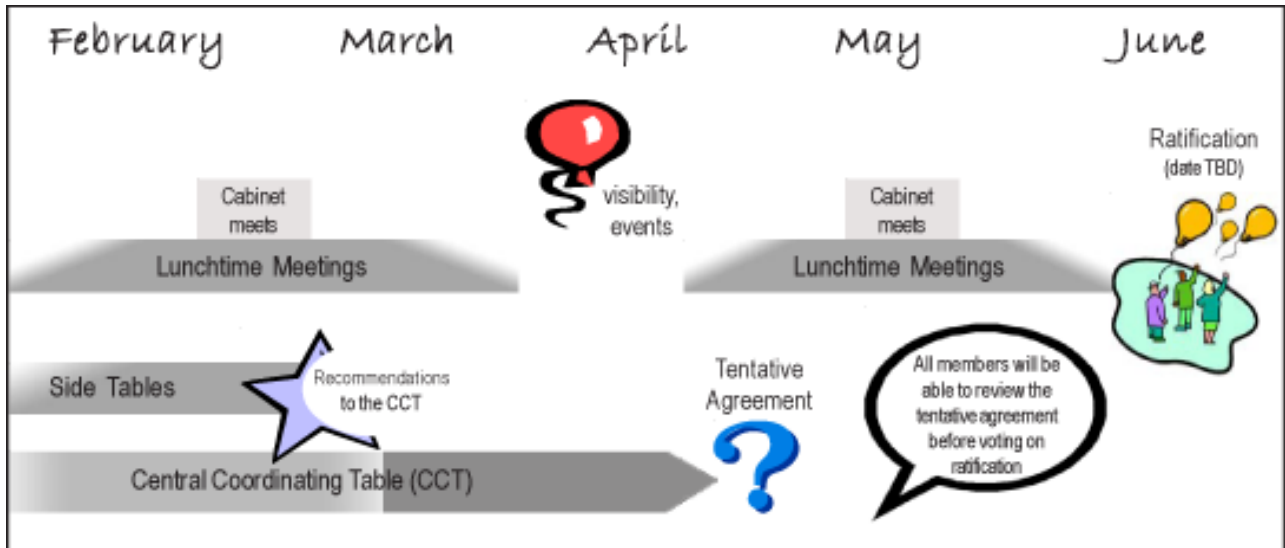 February March April May June
Ratification
(date TBD)
Cabinet
meets
visibility,
events
Cabinet
meets
Lunchtime Meetings
Lunchtime Meetings
Side Tables
Recommendations
to the CCT
Tentative
Agreement
All members will be
able to review the
tentative agreement
before voting on
ratification
Central Coordinating Table (CCT)